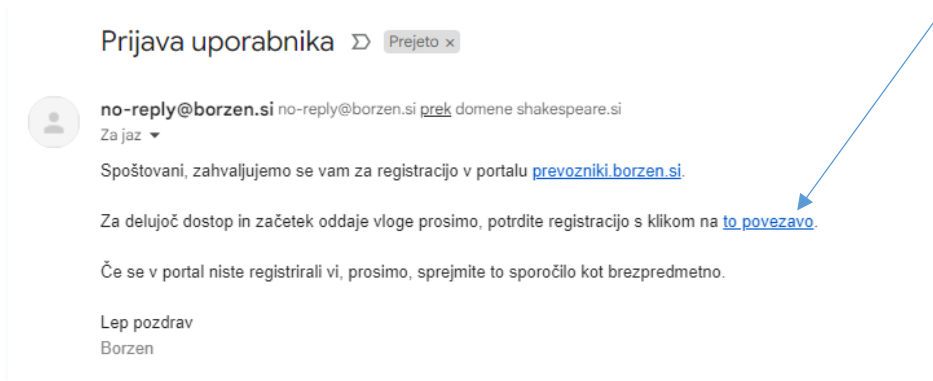 Prijava uporabnika Prejeto ×
no-reply@borzen.si no-reply@borzen.si prek domene shakespeare.si
Za jaz
Spoštovani, zahvaljujemo se vam za registracijo v portalu prevozniki.borzen.si.
Za delujoč dostop in začetek oddaje vloge prosimo, potrdite registracijo s klikom na to povezavo.
Če se v portal niste registrirali vi, prosimo, sprejmite to sporočilo kot brezpredmetno.
Lep pozdrav
Borzen